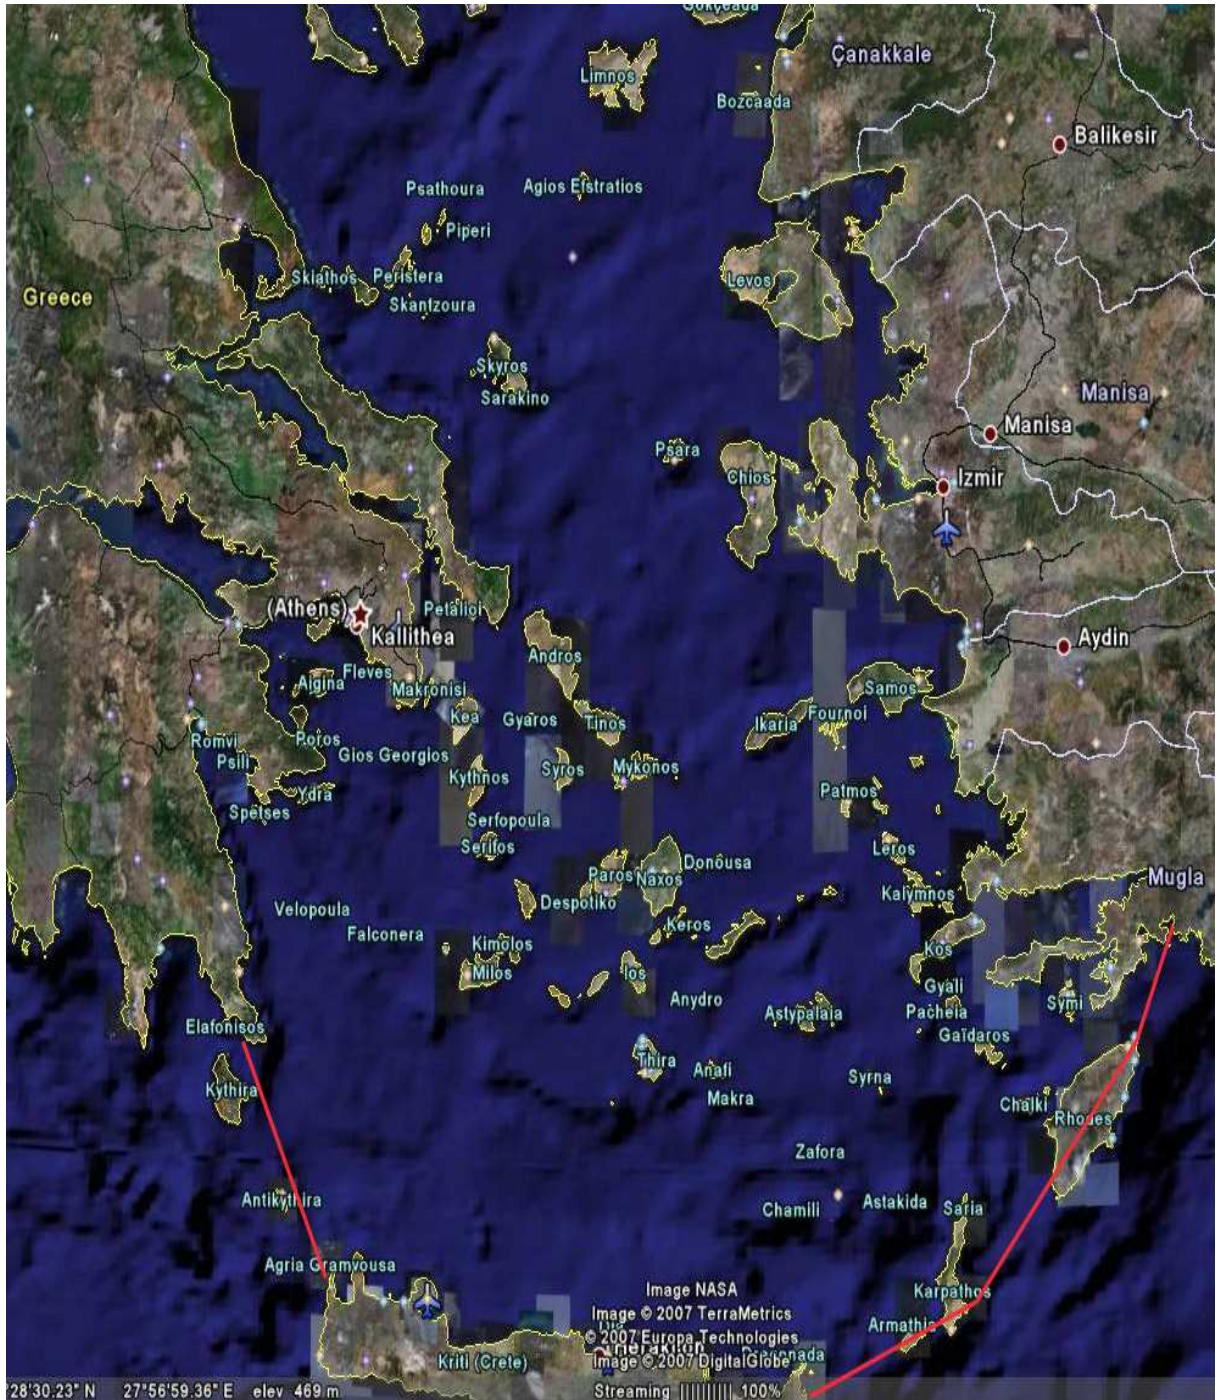 Gökçeada
Çanakkale
Limnos
Bozcaada
Balikesir
Psathoura
Agios Efstratios
Piperi
Skiathos
Peristera
Levos
Greece
Skantzoura
Skyros
Sarakino
Manisa
Manisa
Psara
Chios
Izmir
(Athens)
Petalioi
Kallithea
Aydin
Andros
Fleves
Aigina
Makronisi
Samos
Kea
Gyaros
Tinos
Ikaria
Fournoi
Romvi
Poros
Psili
Gios Georgios
Kythnos
Syros
Mykonos
Ydra
Patmos
Spetses
Serfopoula
Serifos
Leros
Donousa
Paros
Naxos
Mugla
Despotiko
Kalymnos
Velopoula
Keros
Falconera
Kimolos
Kos
Milos
Ios
Gyali
Anydro
Symi
Astypalaia
Pacheia
Elafonisos
Gaïdaros
Thira
Anafi
Syrna
Kythira
Makra
Chalki
Rhodes
Zafora
Antikythira
Chamili
Astakida
Saria
Agria Gramvousa
Image NASA
Karpathos
Image © 2007 TerraMetrics
Armathia
© 2007 Europa Technologies
Heraklion
Kriti (Crete)
Image © 2007 DigitalGlobe
28'30.23" N 27°56'59.36" E elev 469 m
Streaming |||||||||| 100%